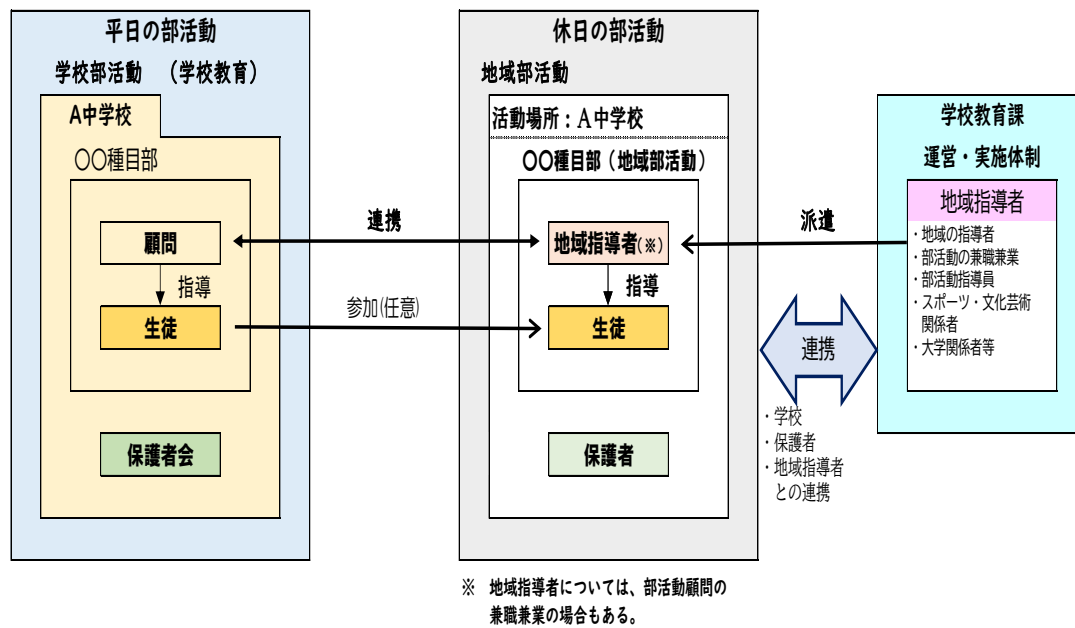 平日の部活動
学校部活動 (学校教育)
A中学校
〇〇種目部
顧問
指導
生徒
保護者会
連携
参加(任意)
休日の部活動
地域部活動
活動場所：A中学校
〇〇種目部（地域部活動）
地域指導者(※)
指導
生徒
保護者
派遣
連携
・学校
・保護者
・地域指導者
との連携
学校教育課
運営・実施体制
地域指導者
・地域の指導者
・部活動の兼職兼業
・部活動指導員
・スポーツ・文化芸術
関係者
・大学関係者等
※ 地域指導者については、部活動顧問の
兼職兼業の場合もある。